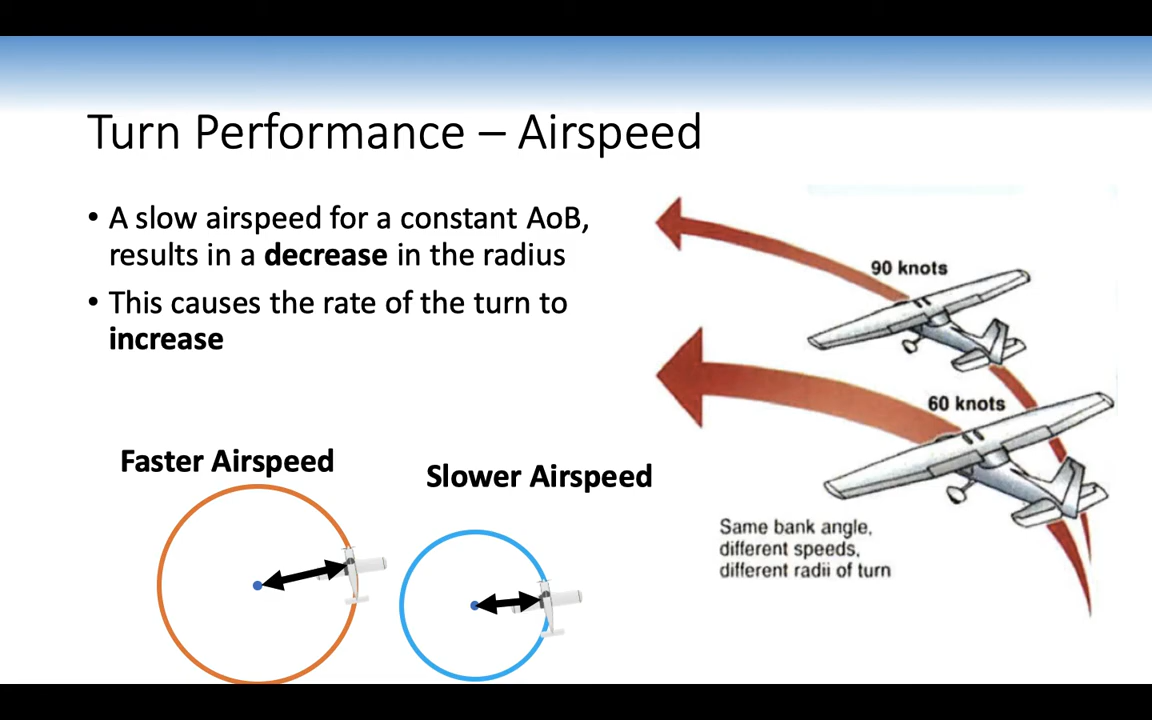 Turn Performance – Airspeed
• A slow airspeed for a constant AoB,
results in a decrease in the radius
• This causes the rate of the turn to
increase
Faster Airspeed
Slower Airspeed
90 knots
60 knots
Same bank angle,
different speeds,
different radii of turn